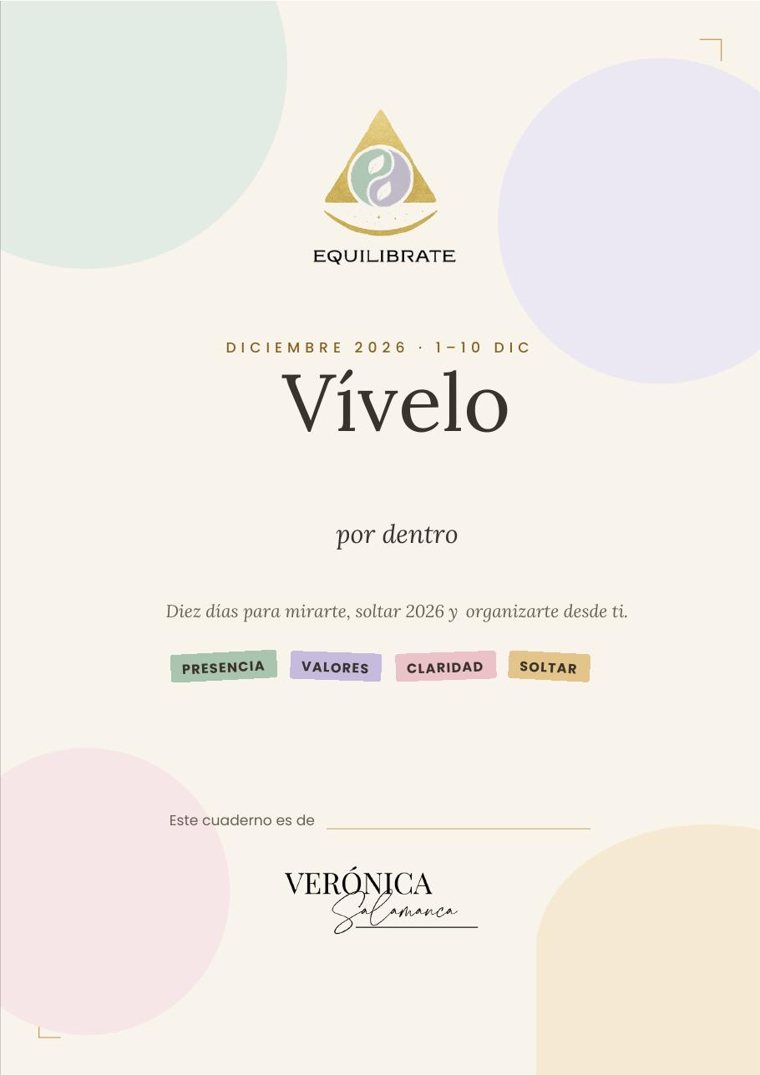 EQUILIBRATE
DICIEMBRE 2026 · 1–10 DIC
Vívelo
por dentro
Diez días para mirarte, soltar 2026 y organizarte desde ti.
PRESENCIA VALORES CLARIDAD SOLTAR
Este cuaderno es de
VERÓNICA
Salamanca